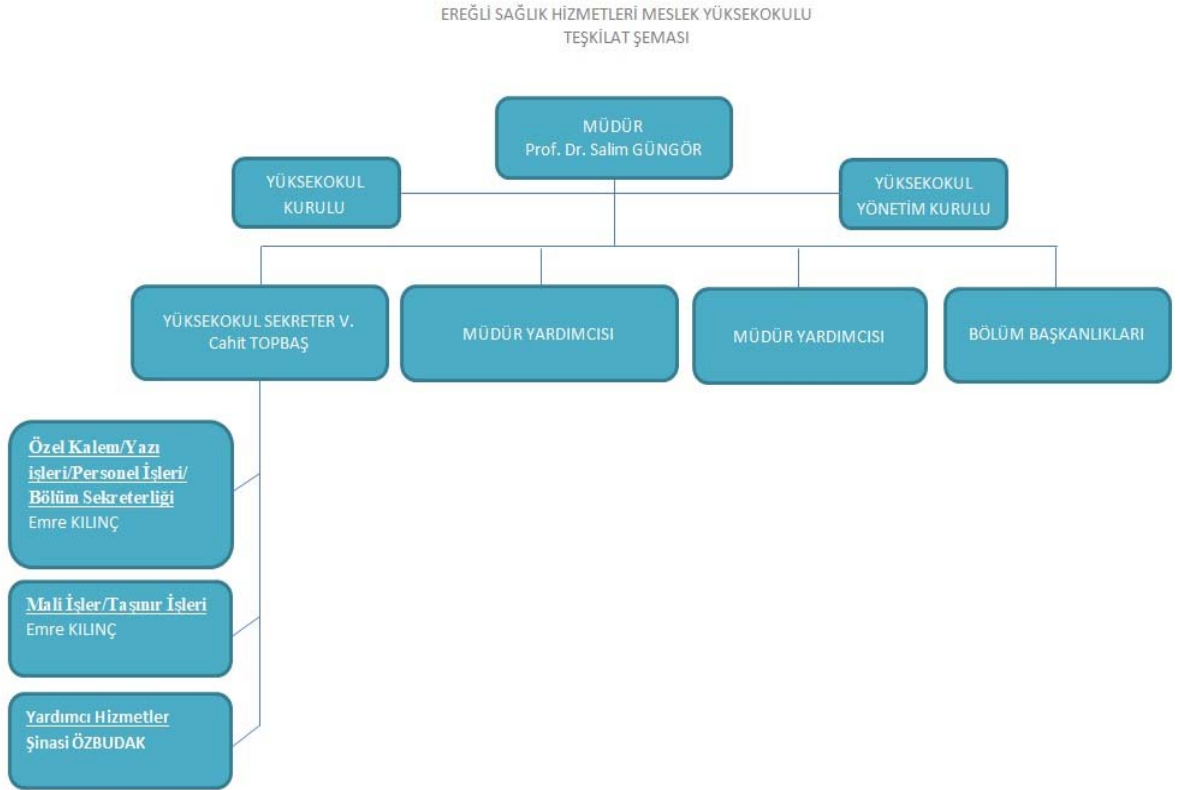 EREĞLİ SAĞLIK HİZMETLERİ MESLEK YÜKSEKOKULU
TEŞKİLAT ŞEMASI
MÜDÜR
Prof. Dr. Salim GÜNGÖR
YÜKSEKOKUL
KURULU
YÜKSEKOKUL
YÖNETİM KURULU
YÜKSEKOKUL SEKRETER V.
Cahit TOPBAŞ
MÜDÜR YARDIMCISI
MÜDÜR YARDIMCISI
BÖLÜM BAŞKANLIKLARI
Özel Kalem/Yazı
işleri/Personel İşleri/
Bölüm Sekreterliği
Emre KILINÇ
Mali İşler/Taşınır İşleri
Emre KILINÇ
Yardımcı Hizmetler
Şinasi ÖZBUDAK